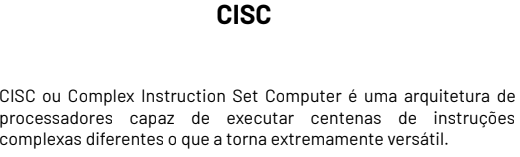 CISC
CISC ou Complex Instruction Set Computer é uma arquitetura de
processadores capaz de executar centenas de instruções
complexas diferentes o que a torna extremamente versátil.